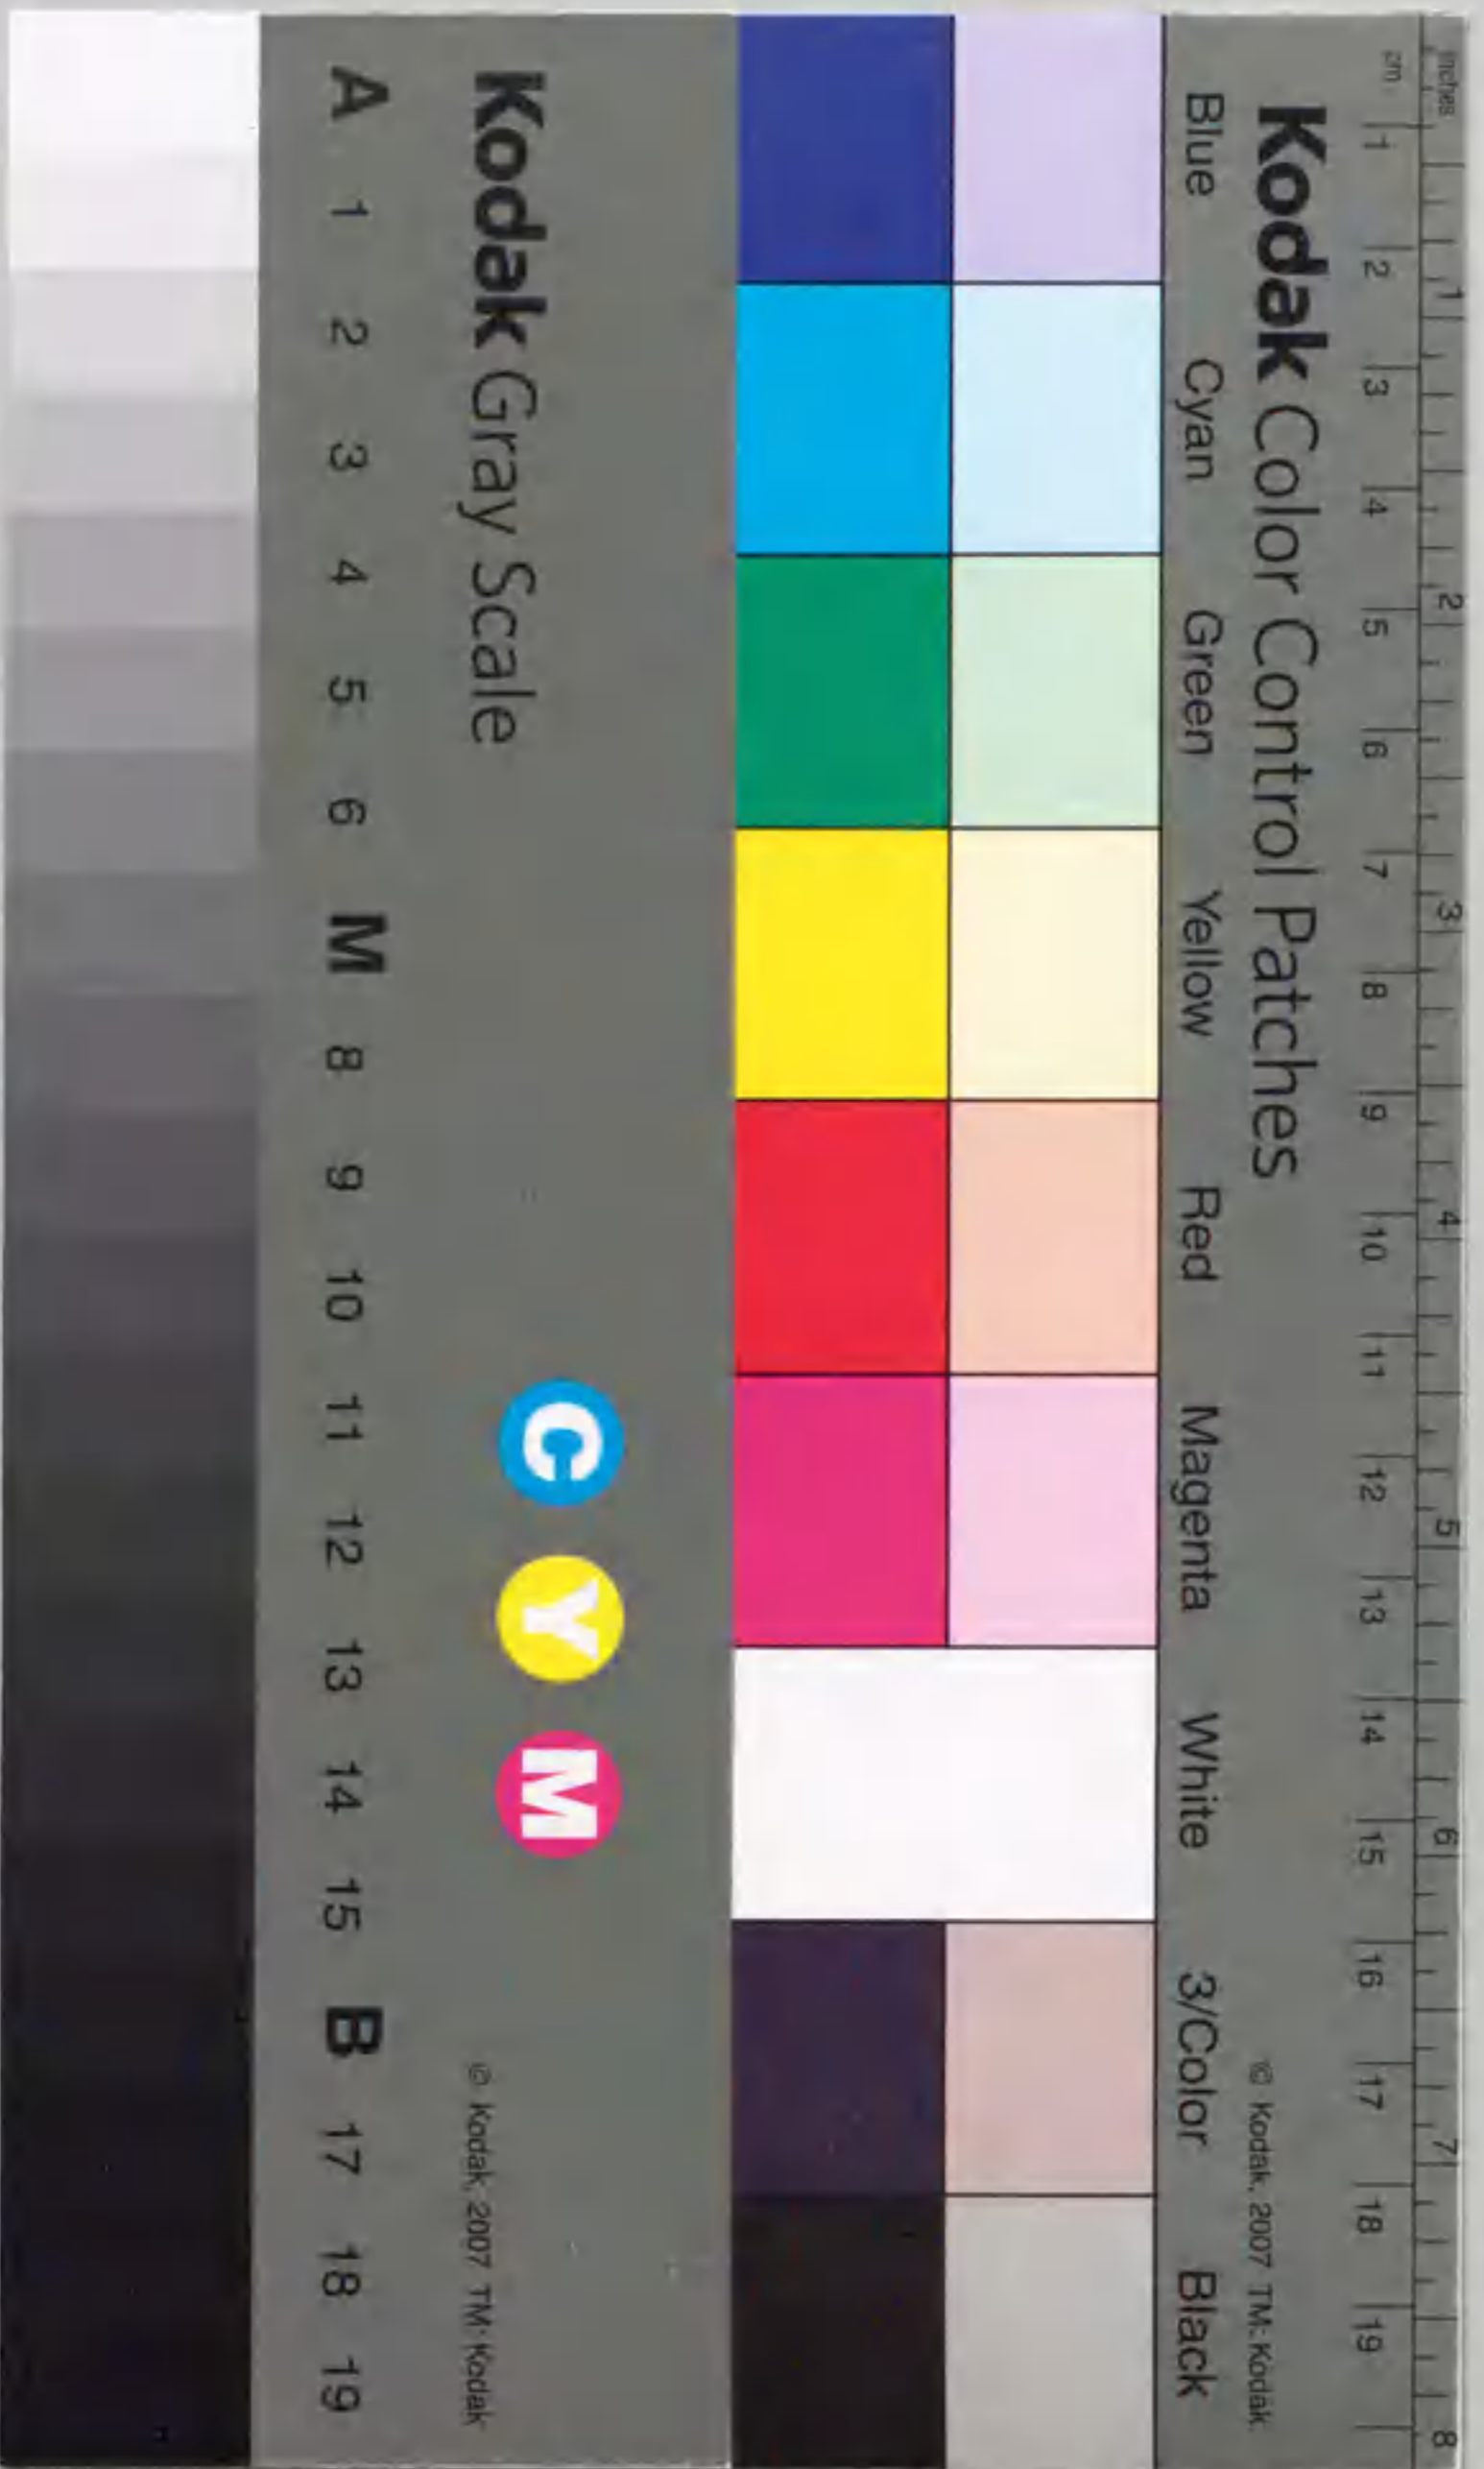 inches 1 2 3 4 5 6 7 8
cm 1 2 3 4 5 6 7 8 9 10 11 12 13 14 15 16 17 18 19
Kodak Color Control Patches
© Kodak, 2007 TM: Kodak
Blue Cyan Green Yellow Red Magenta White 3/Color Black
Kodak Gray Scale
C Y M
© Kodak, 2007 TM: Kodak
A 1 2 3 4 5 6 M 8 9 10 11 12 13 14 15 B 17 18 19